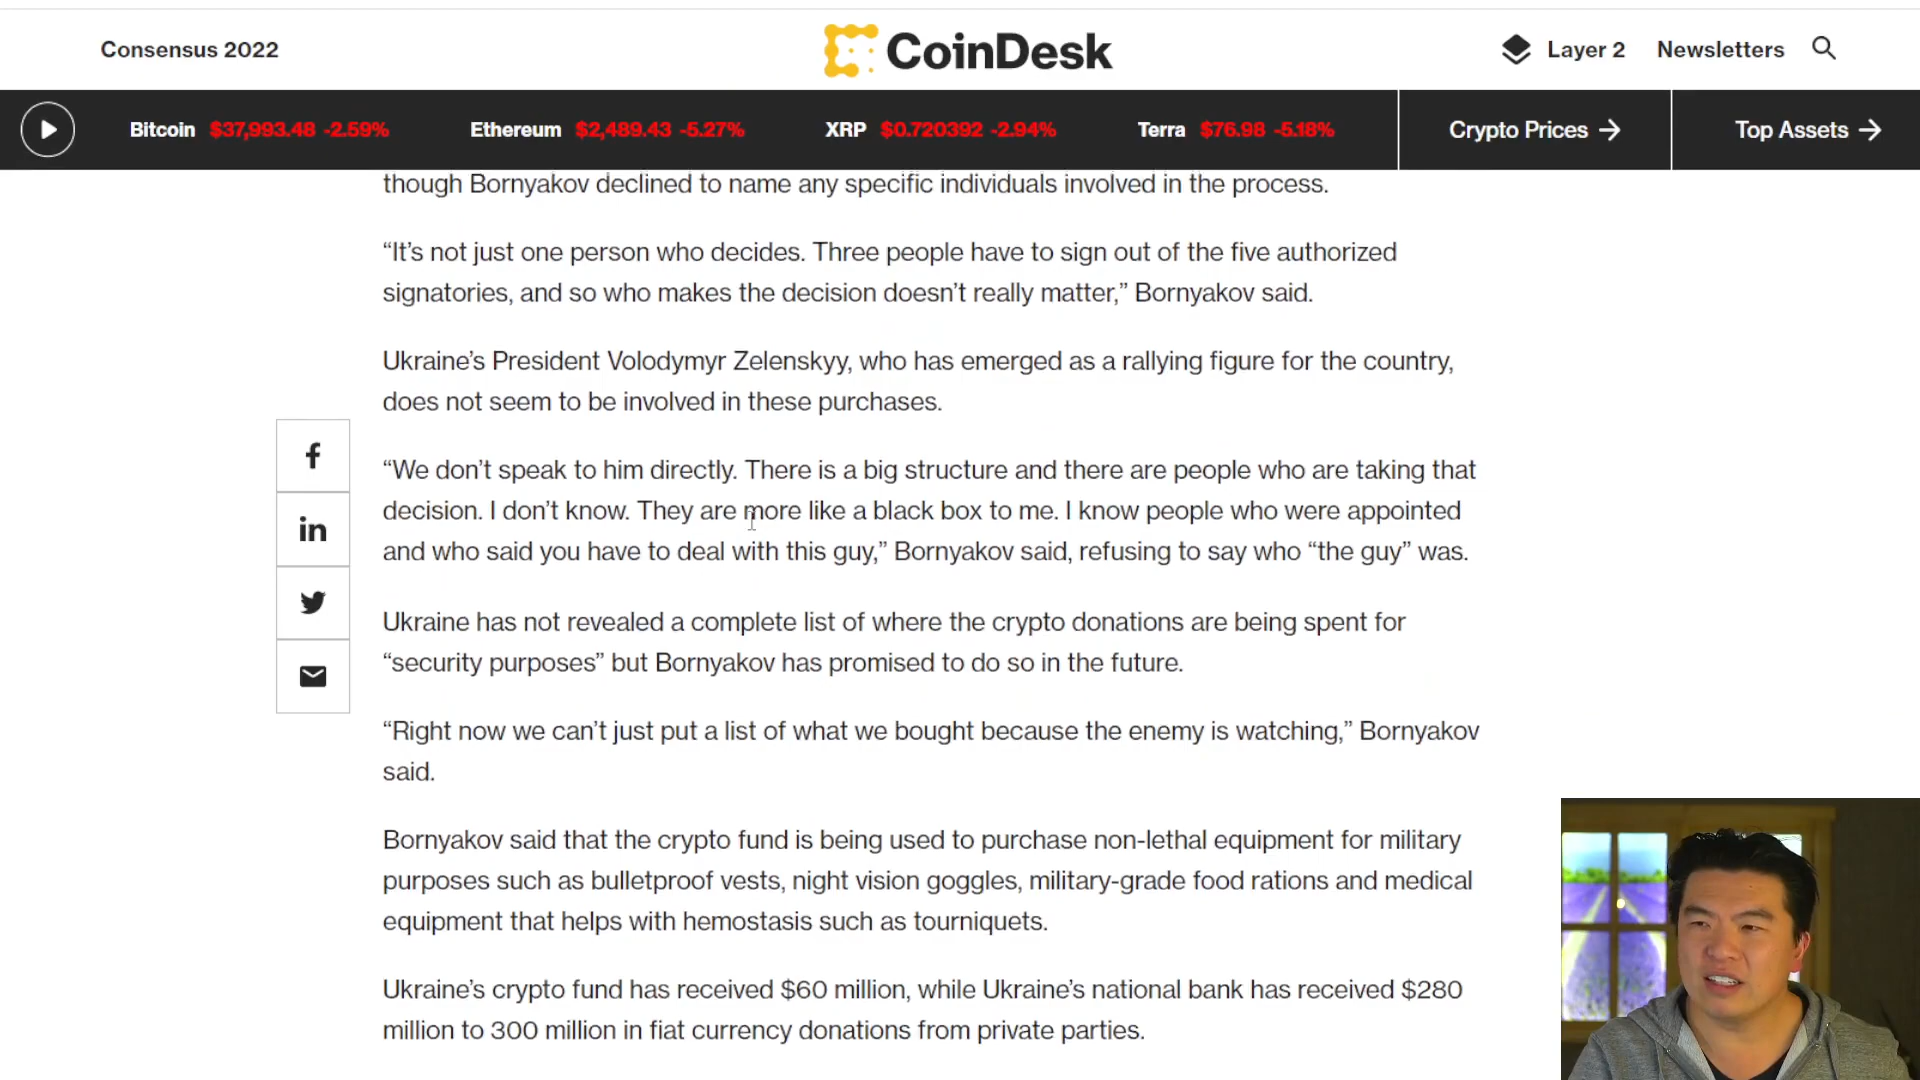 Consensus 2022
CoinDesk
Layer 2
Newsletters
Bitcoin $37,993.48 -2.59%
Ethereum $2,489.43 -5.27%
XRP $0.720392 -2.94%
Terra $76.98 -5.18%
Crypto Prices
Top Assets
though Bornyakov declined to name any specific individuals involved in the process.
“It’s not just one person who decides. Three people have to sign out of the five authorized
signatories, and so who makes the decision doesn’t really matter,” Bornyakov said.
Ukraine’s President Volodymyr Zelenskyy, who has emerged as a rallying figure for the country,
does not seem to be involved in these purchases.
“We don’t speak to him directly. There is a big structure and there are people who are taking that
decision. I don’t know. They are more like a black box to me. I know people who were appointed
and who said you have to deal with this guy,” Bornyakov said, refusing to say who “the guy” was.
Ukraine has not revealed a complete list of where the crypto donations are being spent for
“security purposes” but Bornyakov has promised to do so in the future.
“Right now we can’t just put a list of what we bought because the enemy is watching,” Bornyakov
said.
Bornyakov said that the crypto fund is being used to purchase non-lethal equipment for military
purposes such as bulletproof vests, night vision goggles, military-grade food rations and medical
equipment that helps with hemostasis such as tourniquets.
Ukraine’s crypto fund has received $60 million, while Ukraine’s national bank has received $280
million to 300 million in fiat currency donations from private parties.